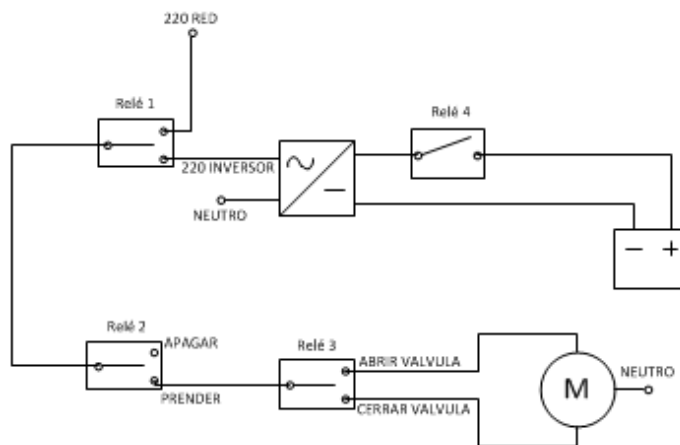 220 RED
Relé 1
Relé 4
220 INVERSOR
NEUTRO
Relé 2
APAGAR
Relé 3
ABRIR VALVULA
NEUTRO
M
PRENDER
CERRAR VALVULA